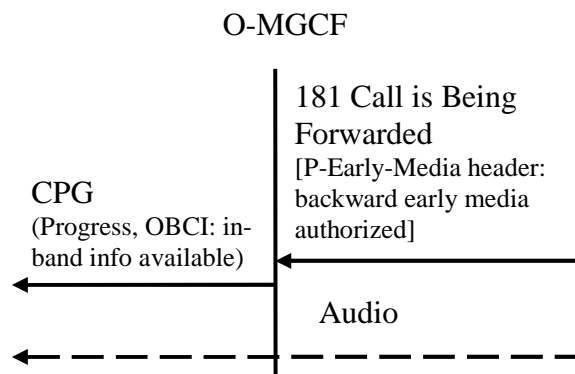 O-MGCF
181 Call is Being
Forwarded
[P-Early-Media header:
backward early media
authorized]
CPG
(Progress, OBCI: in-
band info available)
Audio